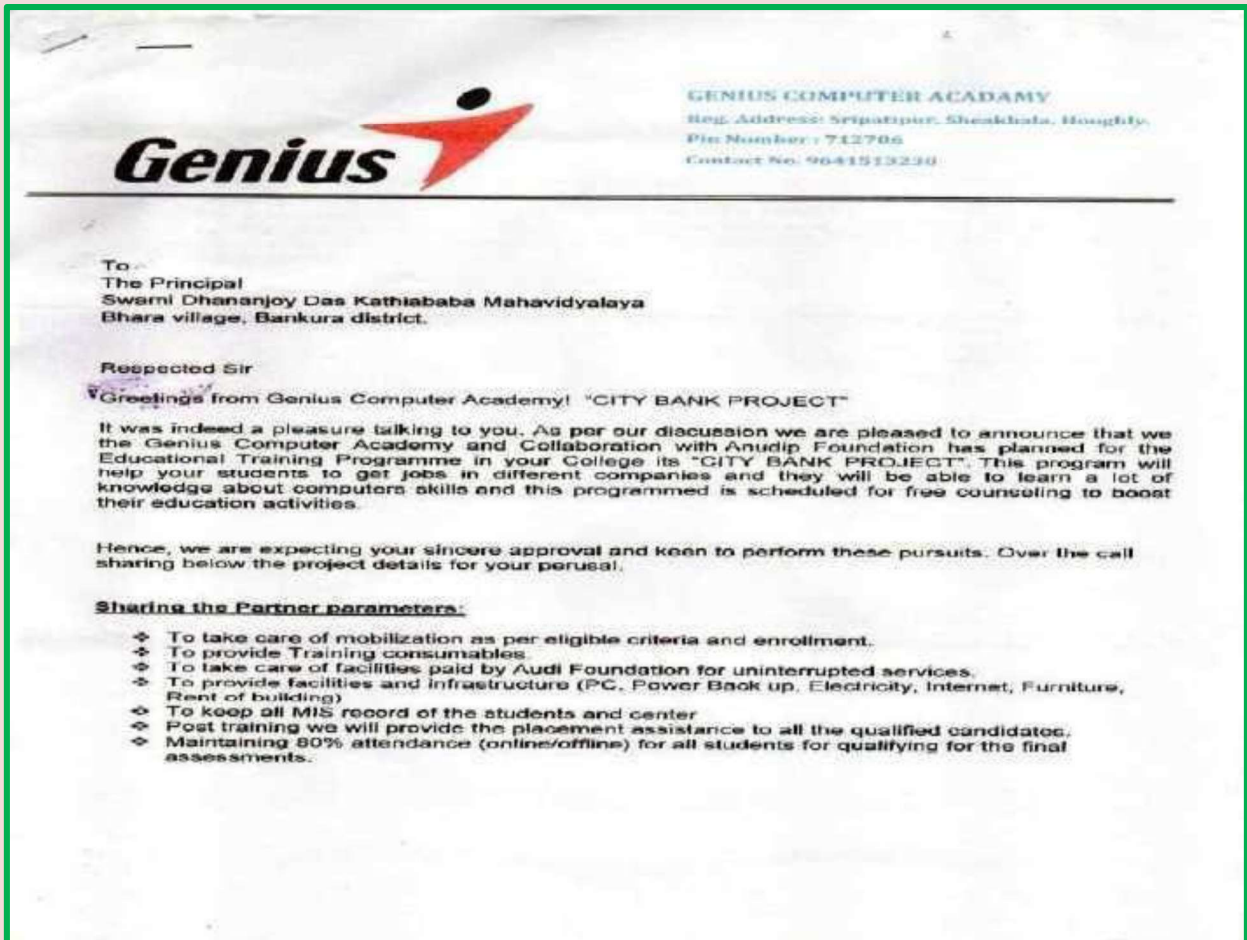 Genius
GENIUS COMPUTER ACADAMY
Reg. Address: Sripatipur, Sheakhala, Hooghly.
Pin Number : 712706
Contact No. 9641513230
To
The Principal
Swami Dhananjoy Das Kathiababa Mahavidyalaya
Bhara village, Bankura district.
Respected Sir
Greetings from Genius Computer Academy! "CITY BANK PROJECT"
It was indeed a pleasure talking to you. As per our discussion we are pleased to announce that we
the Genius Computer Academy and Collaboration with Anudip Foundation has planned for the
Educational Training Programme in your College its "CITY BANK PROJECT". This program will
help your students to get jobs in different companies and they will be able to learn a lot of
knowledge about computers skills and this programmed is scheduled for free counseling to boost
their education activities.
Hence, we are expecting your sincere approval and keen to perform these pursuits. Over the call
sharing below the project details for your perusal.
Sharing the Partner parameters:
❖ To take care of mobilization as per eligible criteria and enrollment.
❖ To provide Training consumables
❖ To take care of facilities paid by Audi Foundation for uninterrupted services.
❖ To provide facilities and infrastructure (PC, Power Back up, Electricity, Internet, Furniture,
Rent of building)
❖ To keep all MIS record of the students and center
❖ Post training we will provide the placement assistance to all the qualified candidates.
❖ Maintaining 80% attendance (online/offline) for all students for qualifying for the final
assessments.